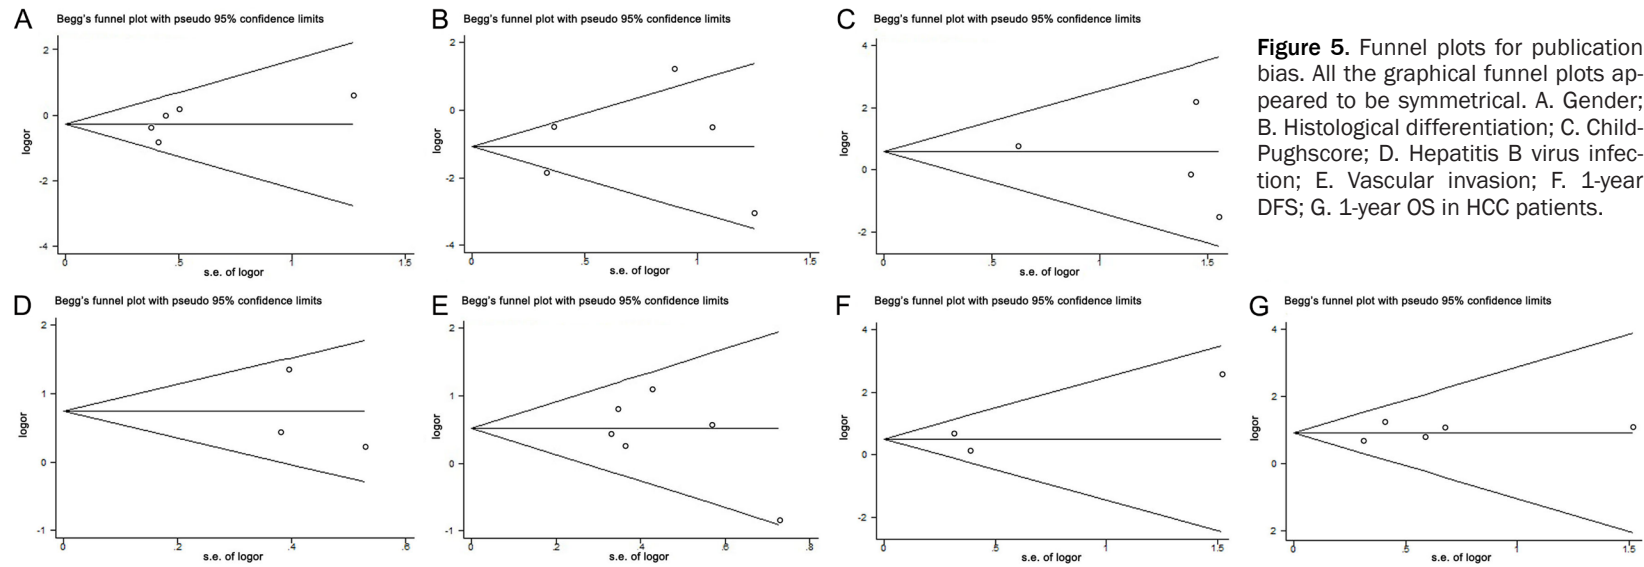 A
Begg's funnel plot with pseudo 95% confidence limits
logor
2
0
-2
-4
0
.5
1
1.5
s.e. of logor
B
Begg's funnel plot with pseudo 95% confidence limits
logor
2
0
-2
-4
0
.5
1
1.5
s.e. of logor
C
Begg's funnel plot with pseudo 95% confidence limits
logor
4
2
0
-2
0
.5
1
1.5
s.e. of logor
Figure 5. Funnel plots for publication
bias. All the graphical funnel plots ap-
peared to be symmetrical. A. Gender;
B. Histological differentiation; C. Child-
Pughscore; D. Hepatitis B virus infec-
tion; E. Vascular invasion; F. 1-year
DFS; G. 1-year OS in HCC patients.
D
Begg's funnel plot with pseudo 95% confidence limits
logor
2
1
0
-1
0
.2
.4
.6
s.e. of logor
E
Begg's funnel plot with pseudo 95% confidence limits
logor
2
1
0
-1
0
.2
.4
.6
.8
s.e. of logor
F
Begg's funnel plot with pseudo 95% confidence limits
logor
4
2
0
-2
0
.5
1
1.5
s.e. of logor
G
Begg's funnel plot with pseudo 95% confidence limits
logor
4
2
0
2
0
.5
1
1.5
s.e. of logor